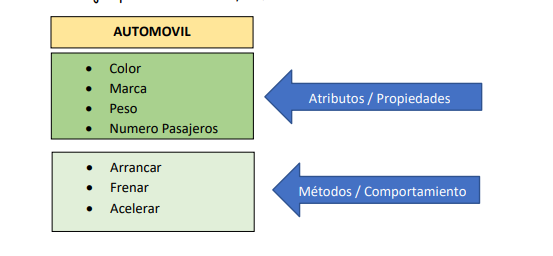 AUTOMOVIL
• Color
• Marca
• Peso
• Numero Pasajeros
Atributos / Propiedades
• Arrancar
• Frenar
• Acelerar
Métodos / Comportamiento